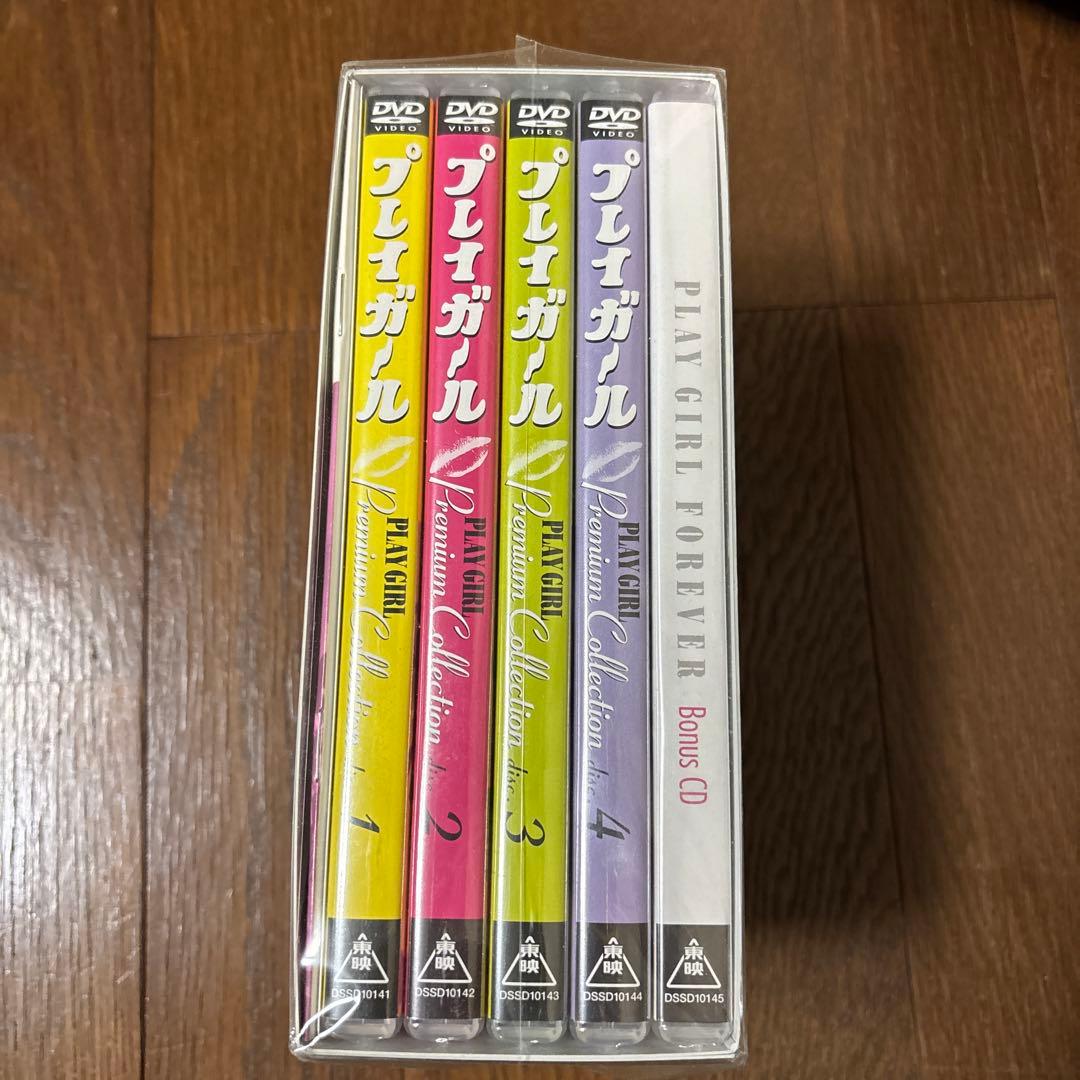 DVD
VIDEO
プレイガール
PLAY GIRL
Premium Collection disc. 1
東映
DSSD10141
DVD
VIDEO
プレイガール
PLAY GIRL
Premium Collection disc. 2
東映
DSSD10142
DVD
VIDEO
プレイガール
PLAY GIRL
Premium Collection disc. 3
東映
DSSD10143
DVD
VIDEO
プレイガール
PLAY GIRL
Premium Collection disc. 4
東映
DSSD10144
PLAY GIRL FOREVER Bonus CD
東映
DSSD10145